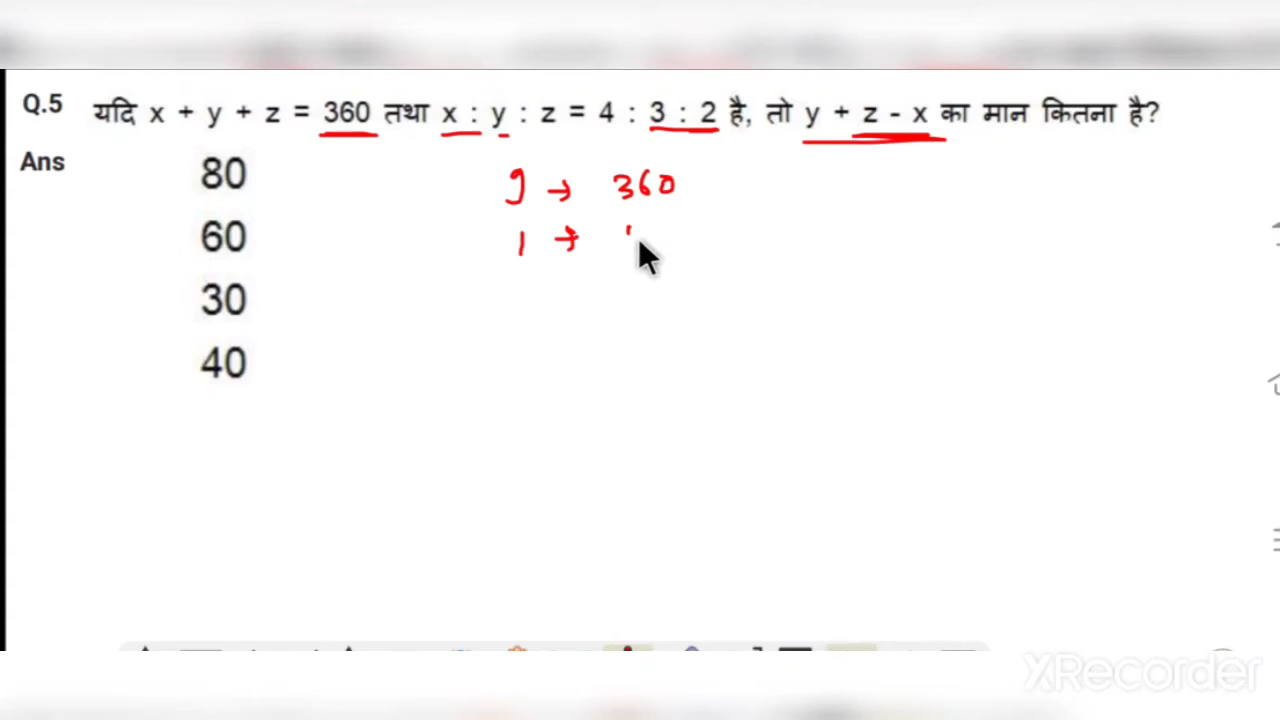 Q.5 यदि x + y + z = 360 तथा x : y : z = 4 : 3 : 2 है, तो y + z - x का मान कितना है?
Ans
80
9 → 360
60
1 →
30
40
XRecorder